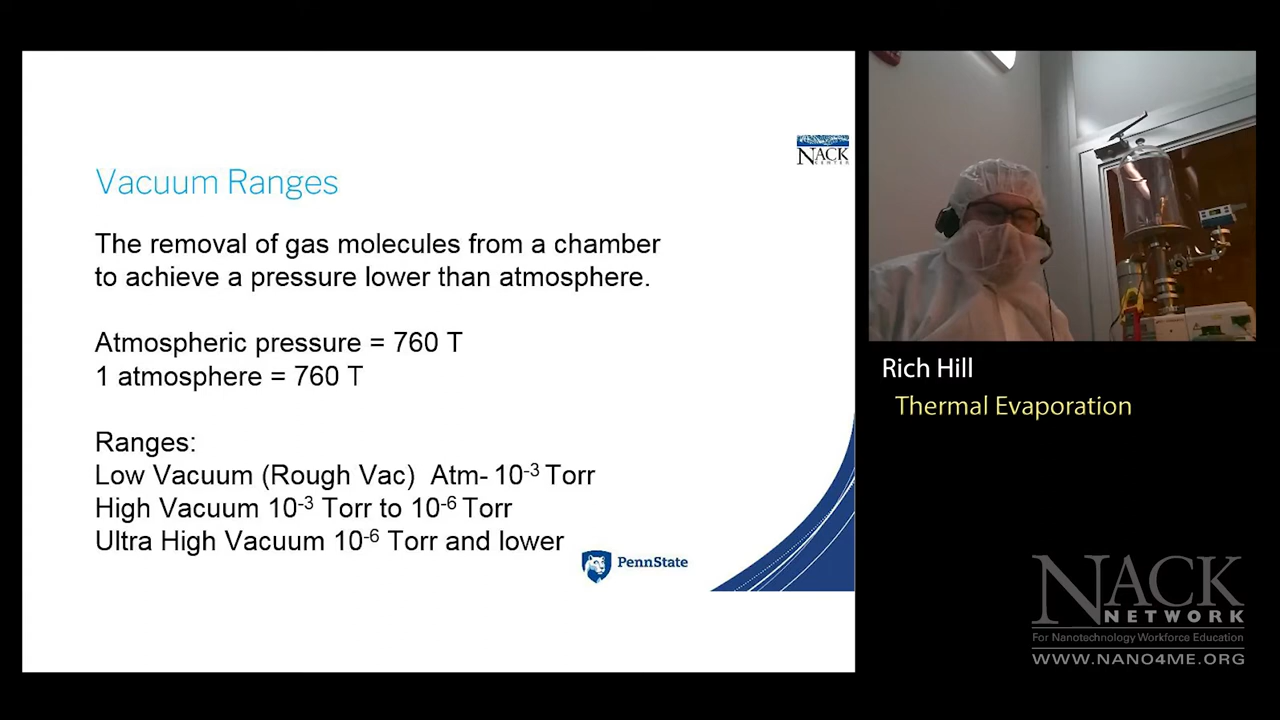 NACK
CENTER
Vacuum Ranges
The removal of gas molecules from a chamber
to achieve a pressure lower than atmosphere.
Atmospheric pressure = 760 T
1 atmosphere = 760 T
Ranges:
Low Vacuum (Rough Vac)  Atm- 10⁻³ Torr
High Vacuum 10⁻³ Torr to 10⁻⁶ Torr
Ultra High Vacuum 10⁻⁶ Torr and lower
PennState
Rich Hill
Thermal Evaporation
NACK
NETWORK
For Nanotechnology Workforce Education
WWW.NANO4ME.ORG